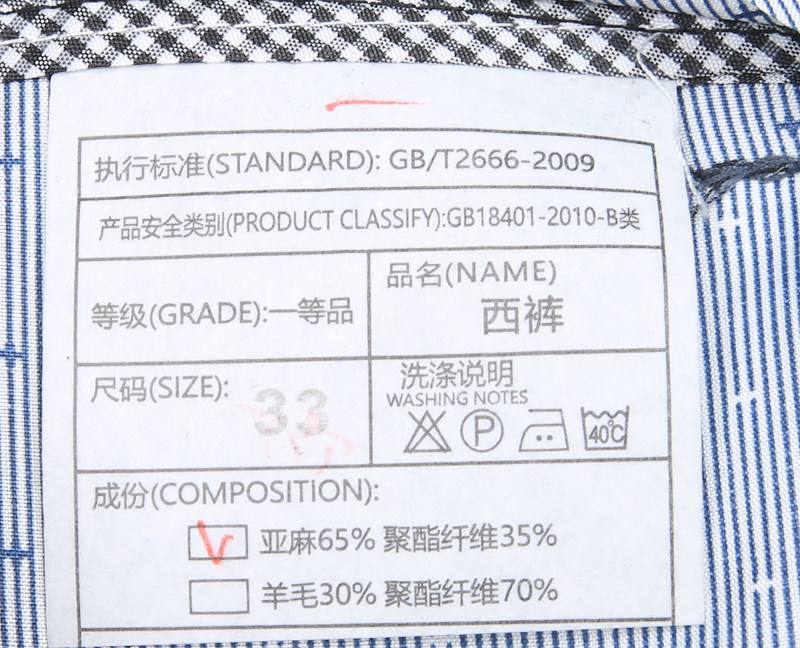 执行标准(STANDARD): GB/T2666-2009
产品安全类别(PRODUCT CLASSIFY):GB18401-2010-B类
等级(GRADE):一等品
品名(NAME)
西裤
尺码(SIZE):
33
洗涤说明
WASHING NOTES
P
40℃
成份(COMPOSITION):
亚麻65% 聚酯纤维35%
羊毛30% 聚酯纤维70%